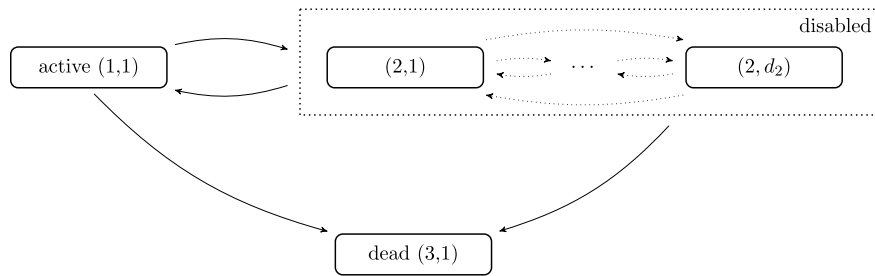 disabled
active (1,1)
(2,1)
⋯
(2, d₂)
dead (3,1)